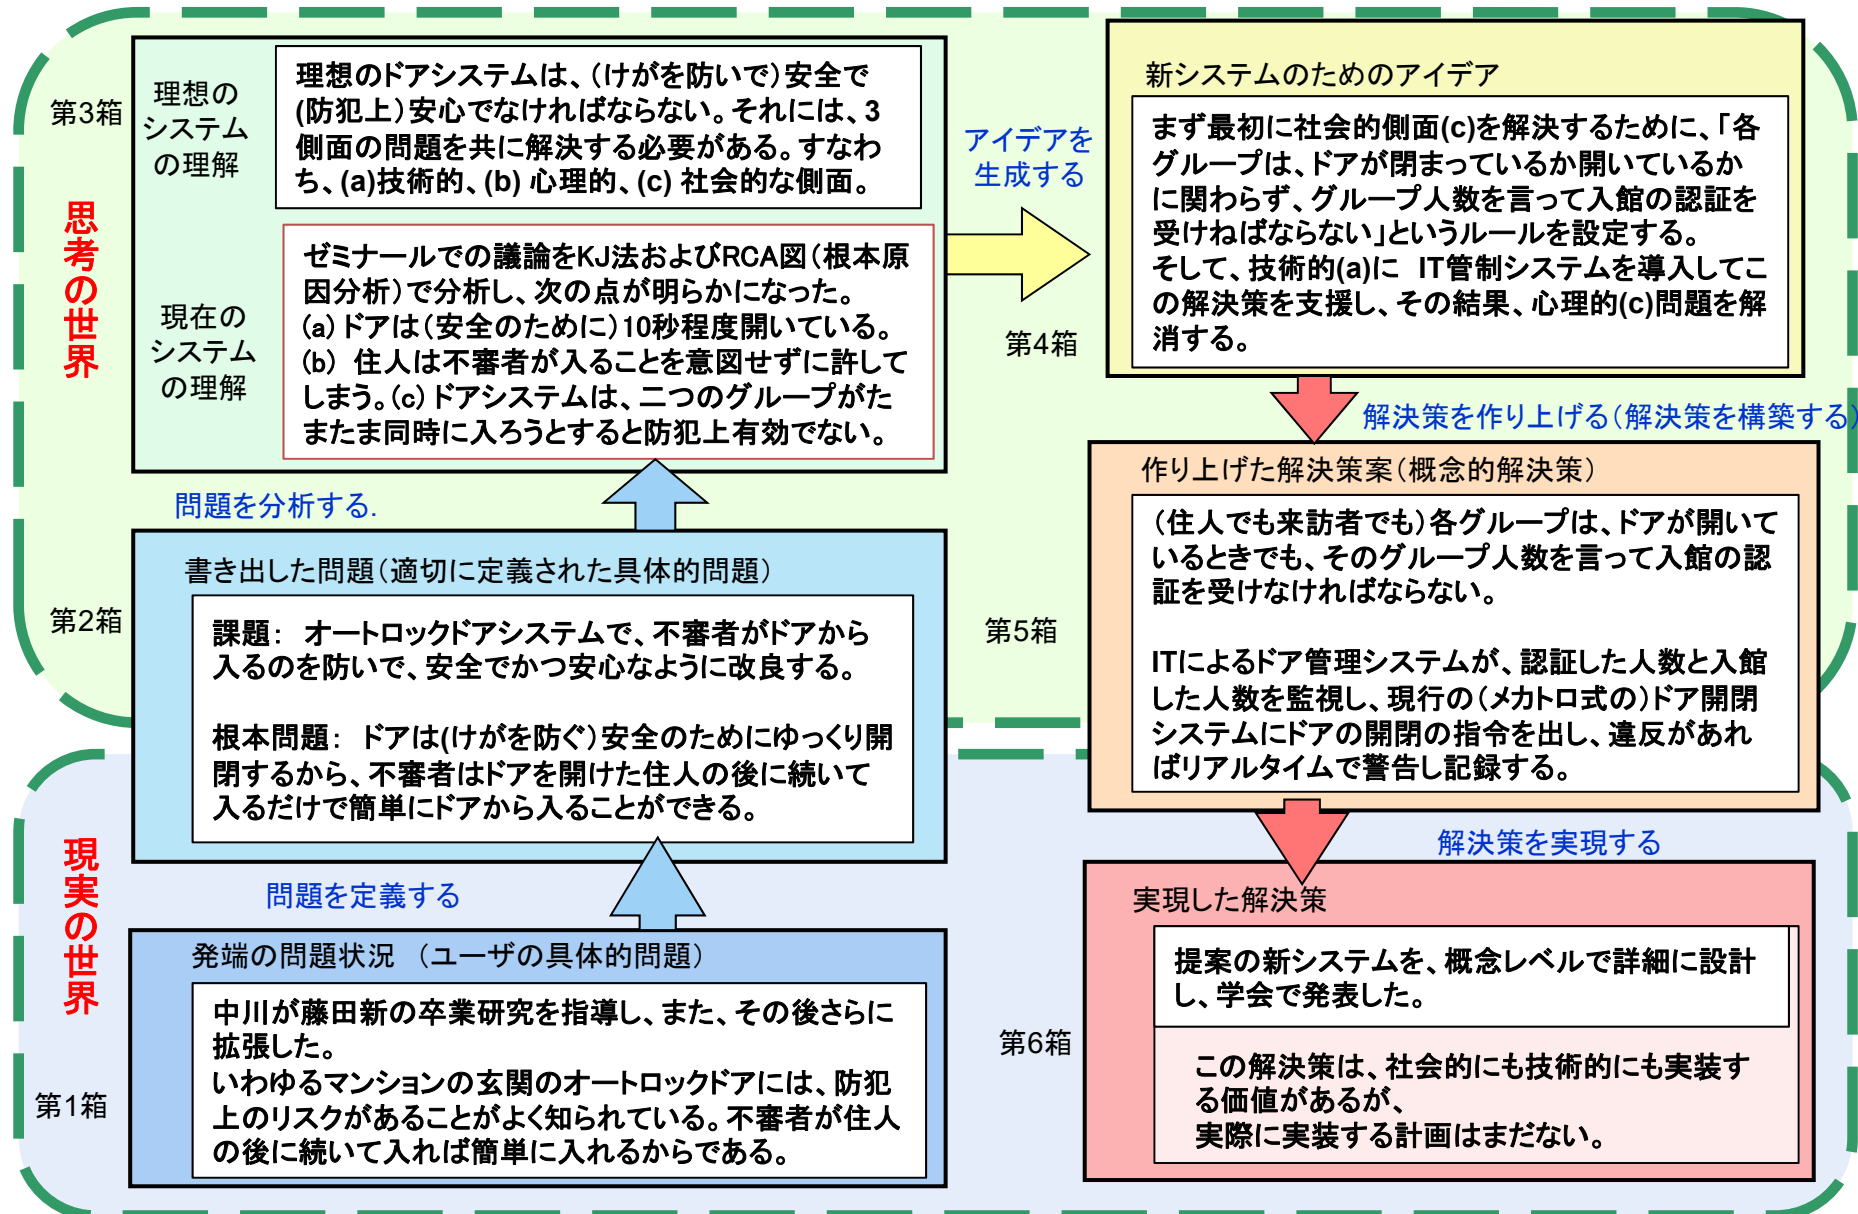 第3箱
理想の
システム
の理解
理想のドアシステムは、（けがを防いで）安全で
(防犯上）安心でなければならない。それには、3
側面の問題を共に解決する必要がある。すなわ
ち、(a)技術的、(b) 心理的、(c) 社会的な側面。
思考の世界
現在の
システム
の理解
ゼミナールでの議論をKJ法およびRCA図（根本原
因分析）で分析し、次の点が明らかになった。
(a) ドアは（安全のために）10秒程度開いている。
(b) 住人は不審者が入ることを意図せずに許して
しまう。(c) ドアシステムは、二つのグループがた
またま同時に入ろうとすると防犯上有効でない。
アイデアを
生成する
第4箱
新システムのためのアイデア
まず最初に社会的側面(c)を解決するために、「各
グループは、ドアが閉まっているか開いているか
に関わらず、グループ人数を言って入館の認証を
受けねばならない」というルールを設定する。
そして、技術的(a)に　IT管制システムを導入してこ
の解決策を支援し、その結果、心理的(c)問題を解
消する。
問題を分析する.
第2箱
書き出した問題（適切に定義された具体的問題）
課題：　オートロックドアシステムで、不審者がドアから
入るのを防いで、安全でかつ安心なように改良する。
根本問題：　ドアは(けがを防ぐ）安全のためにゆっくり開
閉するから、不審者はドアを開けた住人の後に続いて
入るだけで簡単にドアから入ることができる。
解決策を作り上げる（解決策を構築する）
第5箱
作り上げた解決策案（概念的解決策）
（住人でも来訪者でも）各グループは、ドアが開いて
いるときでも、そのグループ人数を言って入館の認
証を受けなければならない。
ITによるドア管理システムが、認証した人数と入館
した人数を監視し、現行の（メカトロ式の）ドア開閉
システムにドアの開閉の指令を出し、違反があれ
ばリアルタイムで警告し記録する。
現実の世界
問題を定義する
第1箱
発端の問題状況　（ユーザの具体的問題）
中川が藤田新の卒業研究を指導し、また、その後さらに
拡張した。
いわゆるマンションの玄関のオートロックドアには、防犯
上のリスクがあることがよく知られている。不審者が住人
の後に続いて入れば簡単に入れるからである。
解決策を実現する
第6箱
実現した解決策
提案の新システムを、概念レベルで詳細に設計
し、学会で発表した。
この解決策は、社会的にも技術的にも実装す
る価値があるが、
実際に実装する計画はまだない。